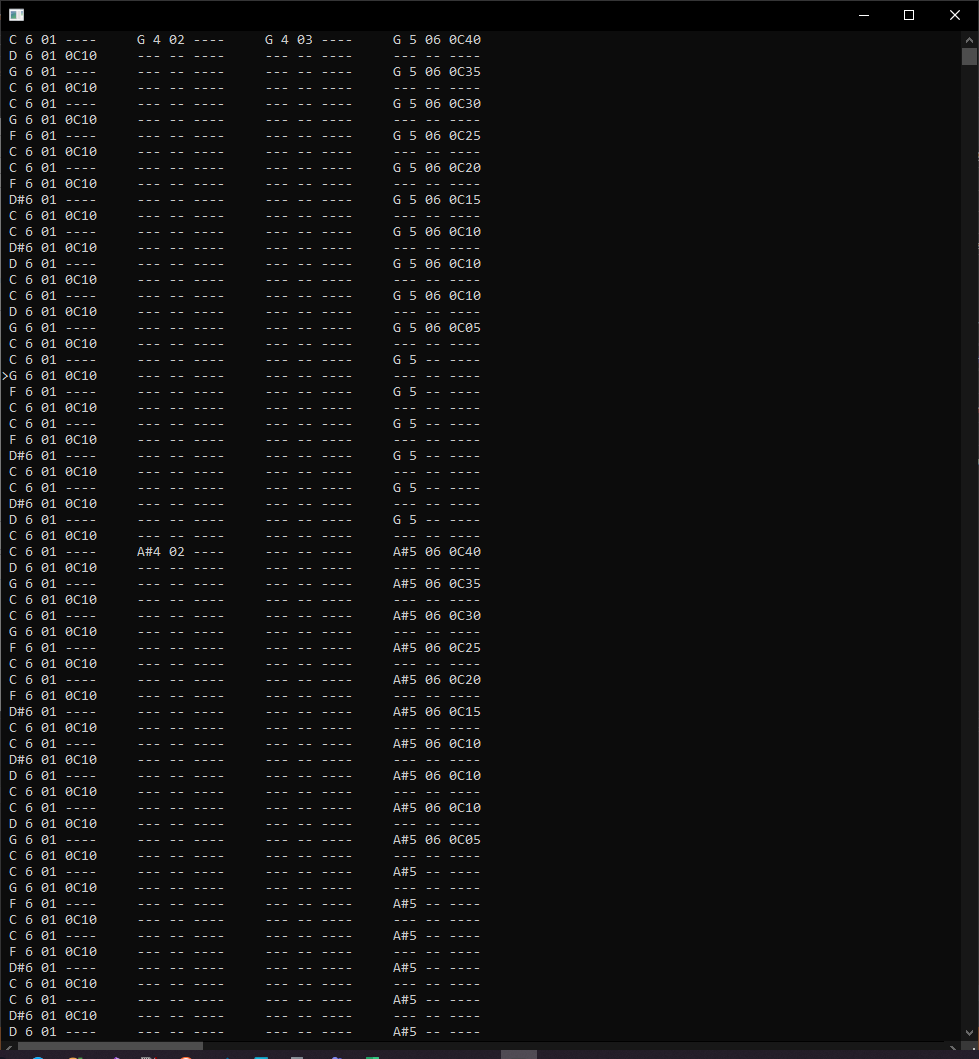 C 6 01 ----     G 4 02 ----     G 4 03 ----     G 5 06 0C40
D 6 01 0C10     --- -- ----     --- -- ----     --- -- ----
G 6 01 ----     --- -- ----     --- -- ----     G 5 06 0C35
C 6 01 0C10     --- -- ----     --- -- ----     --- -- ----
C 6 01 ----     --- -- ----     --- -- ----     G 5 06 0C30
G 6 01 0C10     --- -- ----     --- -- ----     --- -- ----
F 6 01 ----     --- -- ----     --- -- ----     G 5 06 0C25
C 6 01 0C10     --- -- ----     --- -- ----     --- -- ----
C 6 01 ----     --- -- ----     --- -- ----     G 5 06 0C20
F 6 01 0C10     --- -- ----     --- -- ----     --- -- ----
D#6 01 ----     --- -- ----     --- -- ----     G 5 06 0C15
C 6 01 0C10     --- -- ----     --- -- ----     --- -- ----
C 6 01 ----     --- -- ----     --- -- ----     G 5 06 0C10
D#6 01 0C10     --- -- ----     --- -- ----     --- -- ----
D 6 01 ----     --- -- ----     --- -- ----     G 5 06 0C10
C 6 01 0C10     --- -- ----     --- -- ----     --- -- ----
C 6 01 ----     --- -- ----     --- -- ----     G 5 06 0C10
D 6 01 0C10     --- -- ----     --- -- ----     --- -- ----
G 6 01 ----     --- -- ----     --- -- ----     G 5 06 0C05
C 6 01 0C10     --- -- ----     --- -- ----     --- -- ----
C 6 01 ----     --- -- ----     --- -- ----     G 5 -- ----
>G 6 01 0C10     --- -- ----     --- -- ----     --- -- ----
F 6 01 ----     --- -- ----     --- -- ----     G 5 -- ----
C 6 01 0C10     --- -- ----     --- -- ----     --- -- ----
C 6 01 ----     --- -- ----     --- -- ----     G 5 -- ----
F 6 01 0C10     --- -- ----     --- -- ----     --- -- ----
D#6 01 ----     --- -- ----     --- -- ----     G 5 -- ----
C 6 01 0C10     --- -- ----     --- -- ----     --- -- ----
C 6 01 ----     --- -- ----     --- -- ----     G 5 -- ----
D#6 01 0C10     --- -- ----     --- -- ----     --- -- ----
D 6 01 ----     --- -- ----     --- -- ----     G 5 -- ----
C 6 01 0C10     --- -- ----     --- -- ----     --- -- ----
C 6 01 ----     A#4 02 ----     --- -- ----     A#5 06 0C40
D 6 01 0C10     --- -- ----     --- -- ----     --- -- ----
G 6 01 ----     --- -- ----     --- -- ----     A#5 06 0C35
C 6 01 0C10     --- -- ----     --- -- ----     --- -- ----
C 6 01 ----     --- -- ----     --- -- ----     A#5 06 0C30
G 6 01 0C10     --- -- ----     --- -- ----     --- -- ----
F 6 01 ----     --- -- ----     --- -- ----     A#5 06 0C25
C 6 01 0C10     --- -- ----     --- -- ----     --- -- ----
C 6 01 ----     --- -- ----     --- -- ----     A#5 06 0C20
F 6 01 0C10     --- -- ----     --- -- ----     --- -- ----
D#6 01 ----     --- -- ----     --- -- ----     A#5 06 0C15
C 6 01 0C10     --- -- ----     --- -- ----     --- -- ----
C 6 01 ----     --- -- ----     --- -- ----     A#5 06 0C10
D#6 01 0C10     --- -- ----     --- -- ----     --- -- ----
D 6 01 ----     --- -- ----     --- -- ----     A#5 06 0C10
C 6 01 0C10     --- -- ----     --- -- ----     --- -- ----
C 6 01 ----     --- -- ----     --- -- ----     A#5 06 0C10
D 6 01 0C10     --- -- ----     --- -- ----     --- -- ----
G 6 01 ----     --- -- ----     --- -- ----     A#5 06 0C05
C 6 01 0C10     --- -- ----     --- -- ----     --- -- ----
C 6 01 ----     --- -- ----     --- -- ----     A#5 -- ----
G 6 01 0C10     --- -- ----     --- -- ----     --- -- ----
F 6 01 ----     --- -- ----     --- -- ----     A#5 -- ----
C 6 01 0C10     --- -- ----     --- -- ----     --- -- ----
C 6 01 ----     --- -- ----     --- -- ----     A#5 -- ----
F 6 01 0C10     --- -- ----     --- -- ----     --- -- ----
D#6 01 ----     --- -- ----     --- -- ----     A#5 -- ----
C 6 01 0C10     --- -- ----     --- -- ----     --- -- ----
C 6 01 ----     --- -- ----     --- -- ----     A#5 -- ----
D#6 01 0C10     --- -- ----     --- -- ----     --- -- ----
D 6 01 ----     --- -- ----     --- -- ----     A#5 -- ----